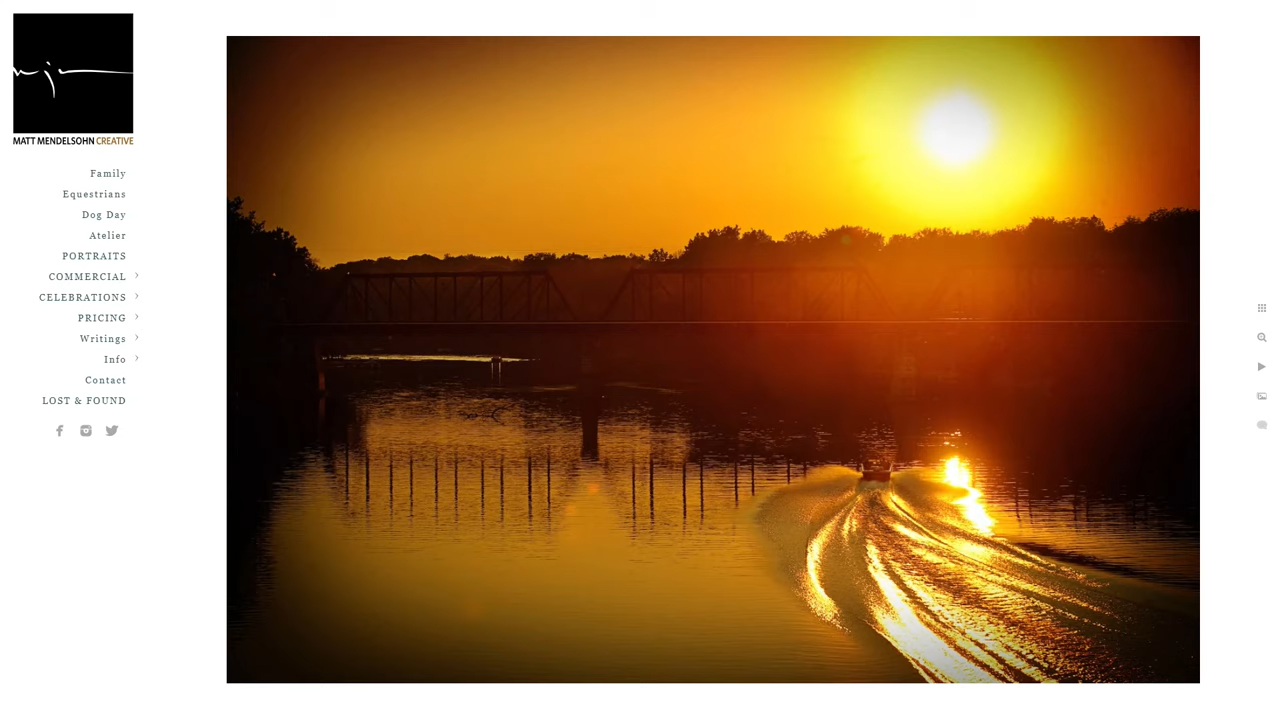 MATT MENDELSOHN CREATIVE
Family
Equestrians
Dog Day
Atelier
PORTRAITS
COMMERCIAL
CELEBRATIONS
PRICING
Writings
Info
Contact
LOST & FOUND